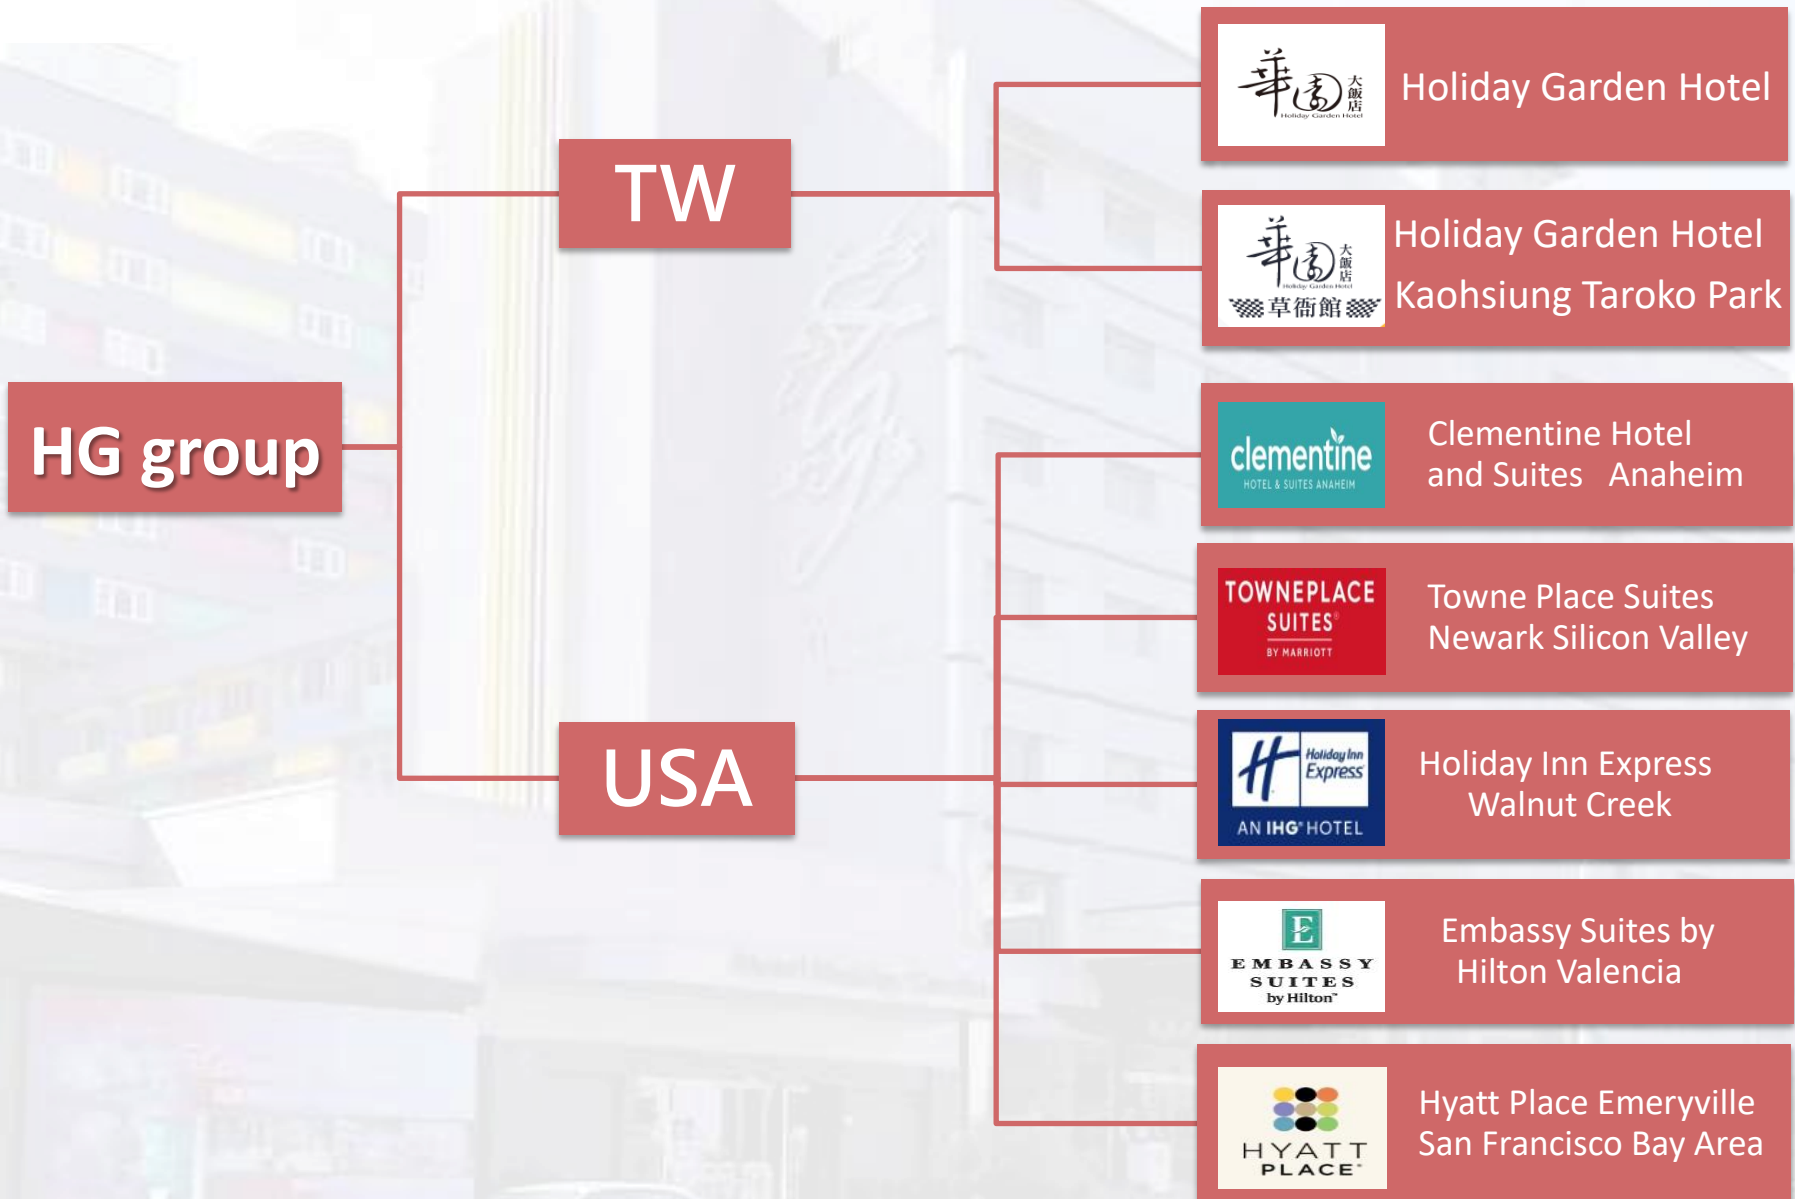 HG group
TW
USA
華園大飯店
Holiday Garden Hotel
Holiday Garden Hotel
華園大飯店
Holiday Garden Hotel
草衙館
Holiday Garden Hotel
Kaohsiung Taroko Park
clementine
HOTEL & SUITES ANAHEIM
Clementine Hotel
and Suites Anaheim
TOWNEPLACE
SUITES®
BY MARRIOTT
Towne Place Suites
Newark Silicon Valley
H
Holiday Inn
Express
AN IHG® HOTEL
Holiday Inn Express
Walnut Creek
E
EMBASSY
SUITES
by Hilton™
Embassy Suites by
Hilton Valencia
HYATT
PLACE®
Hyatt Place Emeryville
San Francisco Bay Area